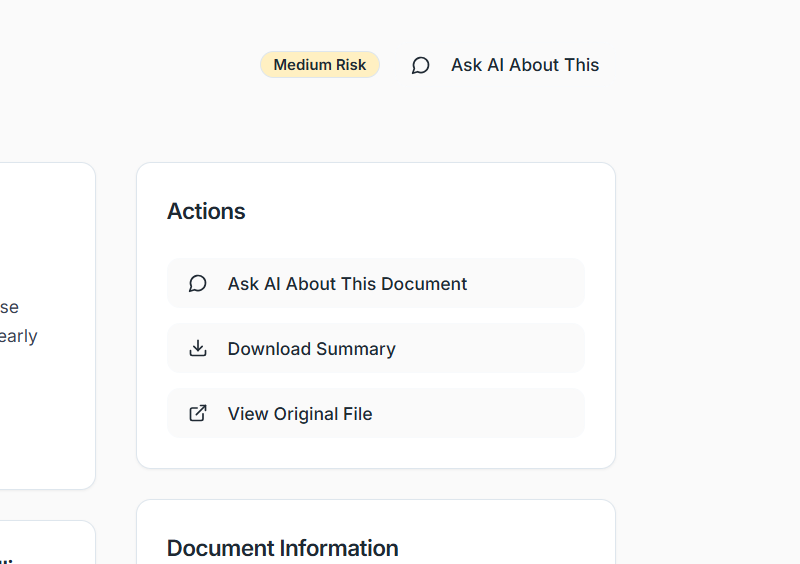 Medium Risk
Ask AI About This
se
early
Actions
Ask AI About This Document
Download Summary
View Original File
Document Information